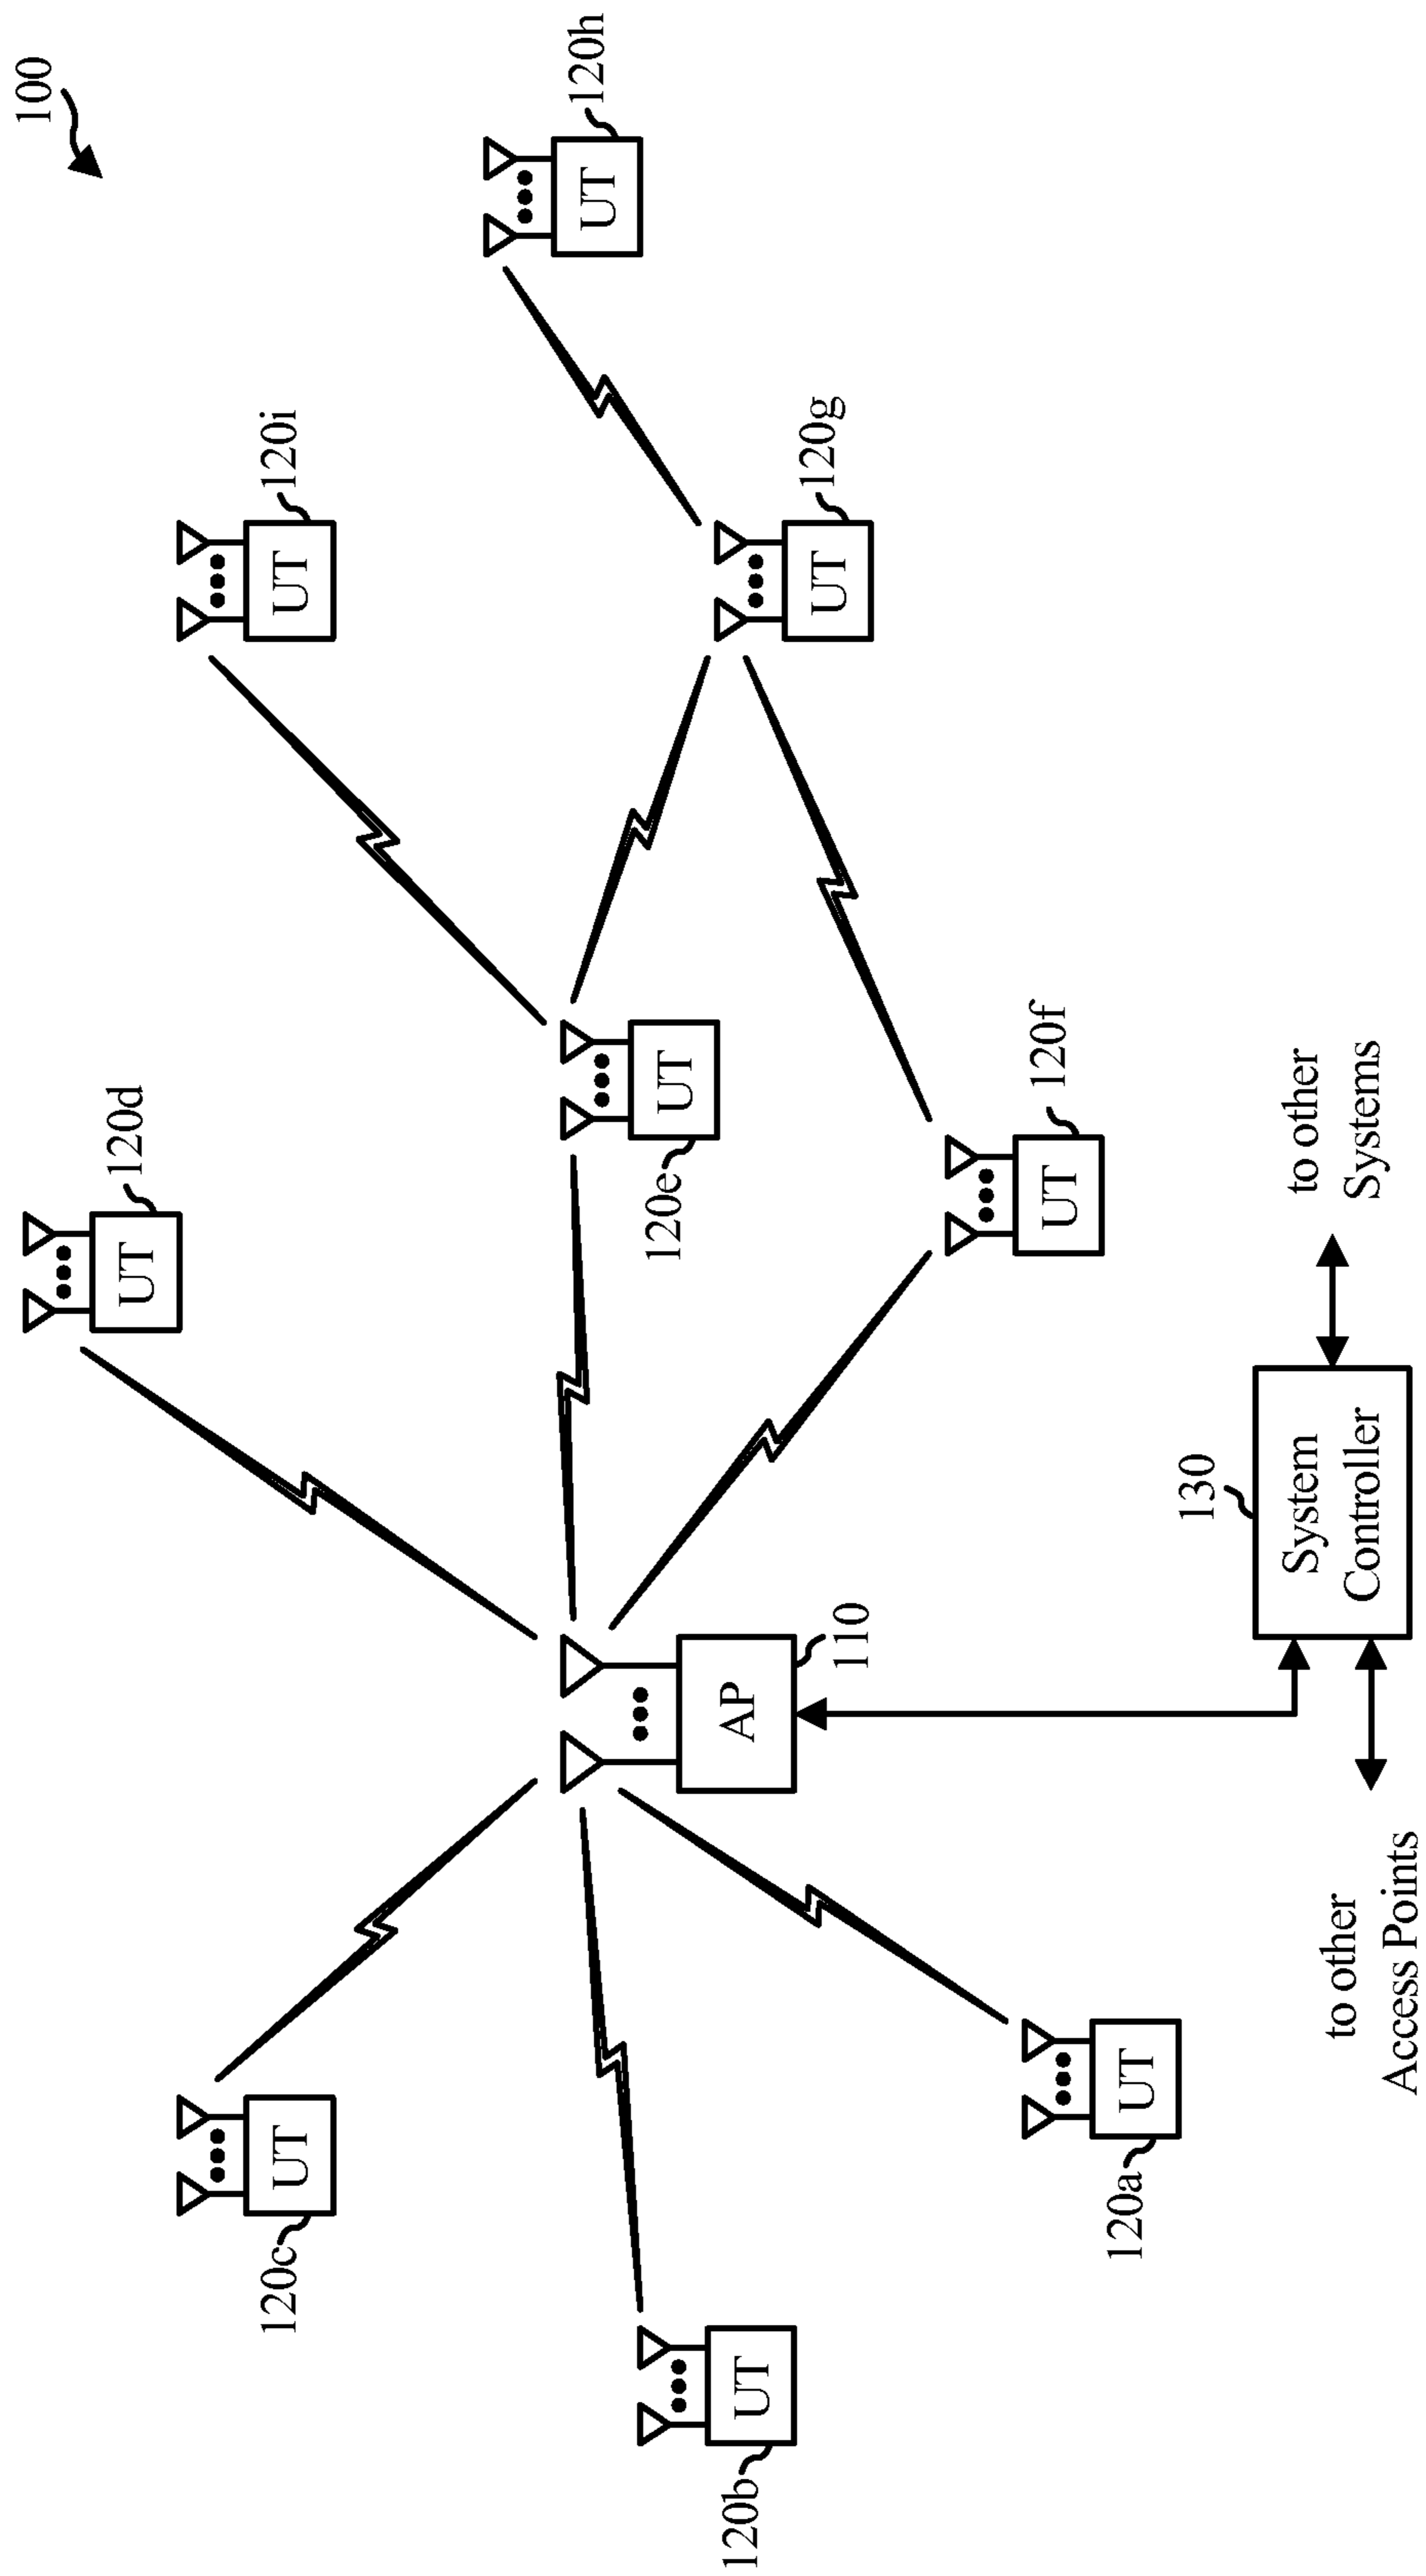 100
UT
120d
UT
120c
UT
120i
UT
120h
UT
120b
AP
110
UT
120e
UT
120g
UT
120a
UT
120f
130
System
Controller
to other
Access Points
to other
Systems